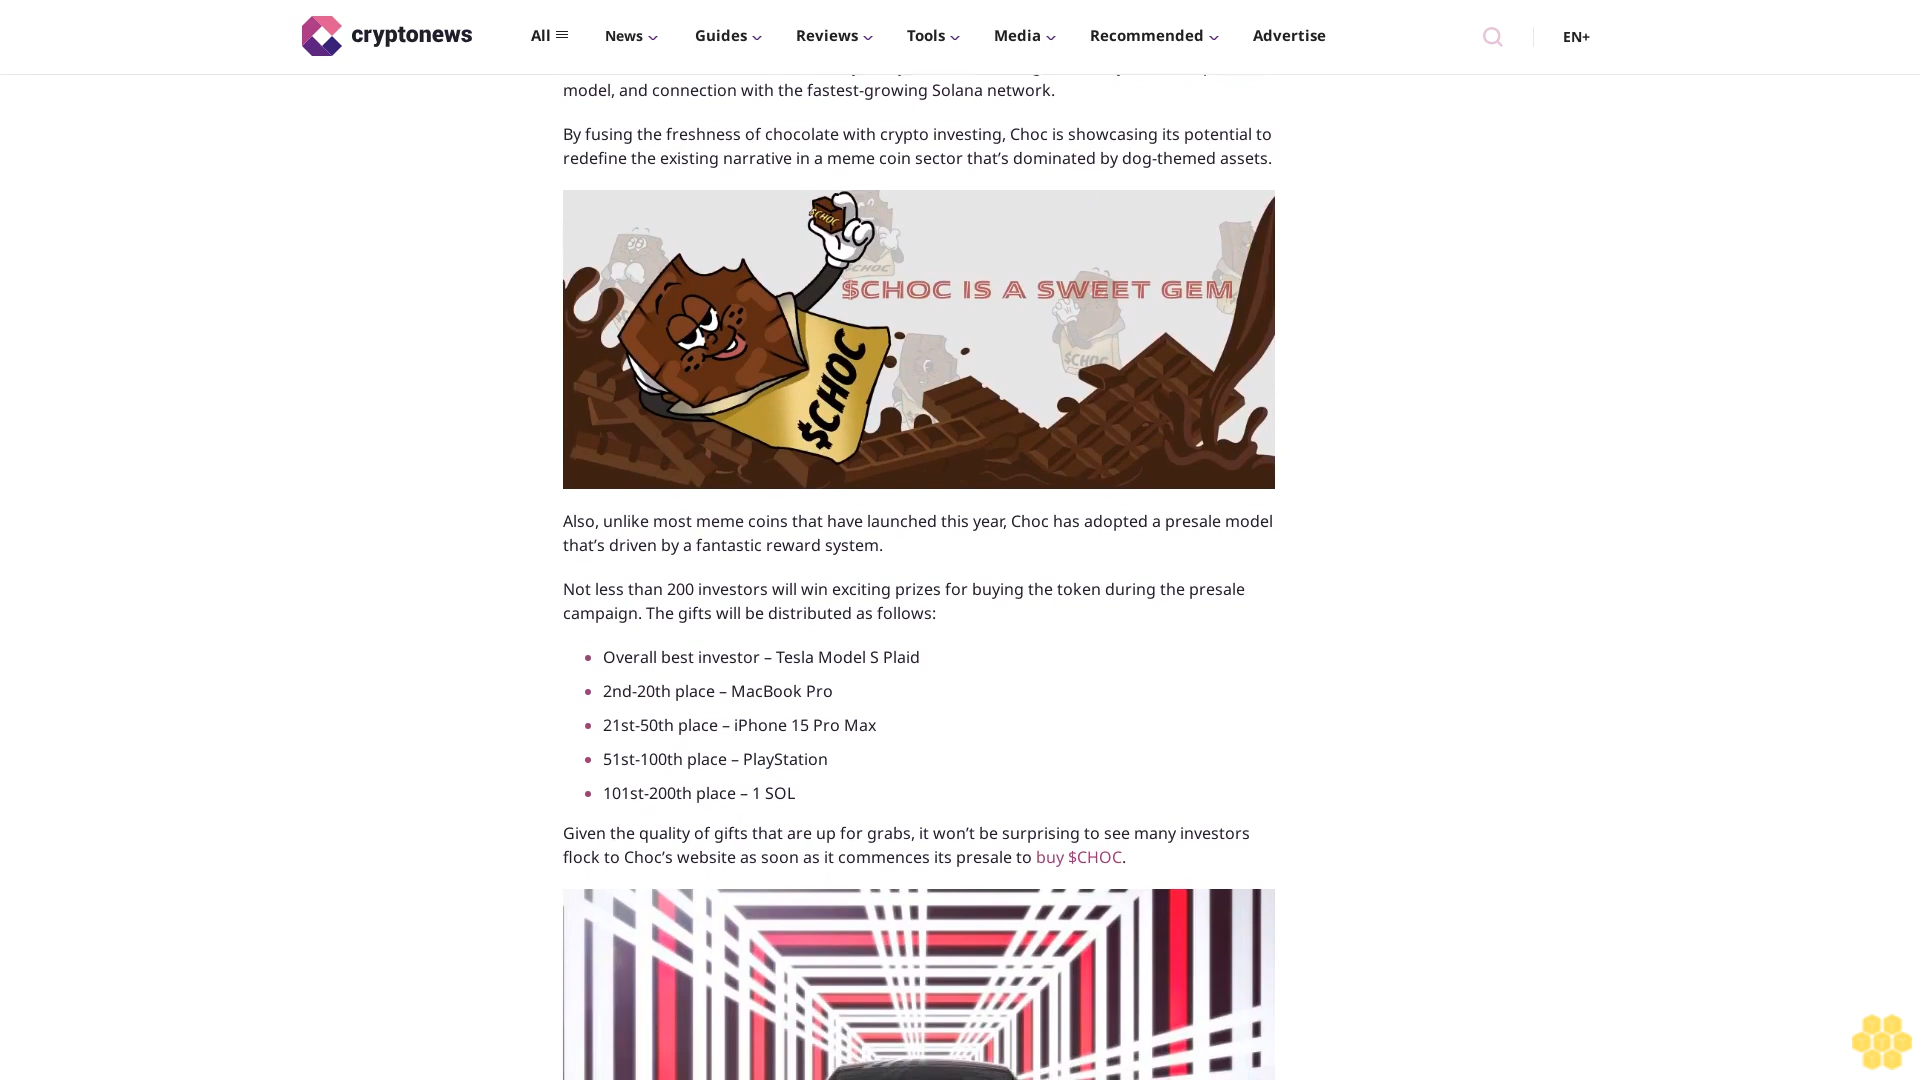 cryptonews
All
News
Guides
Reviews
Tools
Media
Recommended
Advertise
EN+
model, and connection with the fastest-growing Solana network.
By fusing the freshness of chocolate with crypto investing, Choc is showcasing its potential to
redefine the existing narrative in a meme coin sector that’s dominated by dog-themed assets.
$CHOC
$CHOC IS A SWEET GEM
$CHOC
$CHOC
Also, unlike most meme coins that have launched this year, Choc has adopted a presale model
that’s driven by a fantastic reward system.
Not less than 200 investors will win exciting prizes for buying the token during the presale
campaign. The gifts will be distributed as follows:
Overall best investor – Tesla Model S Plaid
2nd-20th place – MacBook Pro
21st-50th place – iPhone 15 Pro Max
51st-100th place – PlayStation
101st-200th place – 1 SOL
Given the quality of gifts that are up for grabs, it won’t be surprising to see many investors
flock to Choc’s website as soon as it commences its presale to buy $CHOC.